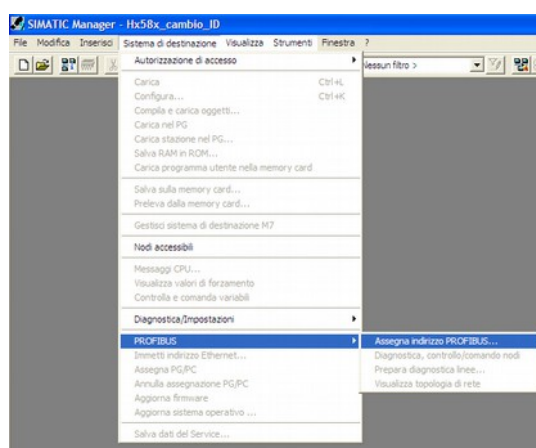 SIMATIC Manager - Hx58x_cambio_ID
File Modifica Inserisci Sistema di destinazione Visualizza Strumenti Finestra ?
Autorizzazione di accesso
Nessun filtro >
Carica Ctrl+L
Configura... Ctrl+K
Compila e carica oggetti...
Carica nel PG
Carica stazione nel PG...
Salva RAM in ROM...
Carica programma utente nella memory card
Salva sulla memory card...
Preleva dalla memory card...
Gestisci sistema di destinazione M7
Nodi accessibili
Messaggi CPU...
Visualizza valori di forzamento
Controlla e comanda variabili
Diagnostica/Impostazioni
PROFIBUS Assegna indirizzo PROFIBUS...
Immetti indirizzo Ethernet... Diagnostica, controllo/comando nodi
Assegna PG/PC Prepara diagnostica linee...
Annulla assegnazione PG/PC Visualizza topologia di rete
Aggiorna firmware
Aggiorna sistema operativo ...
Salva dati del Service...